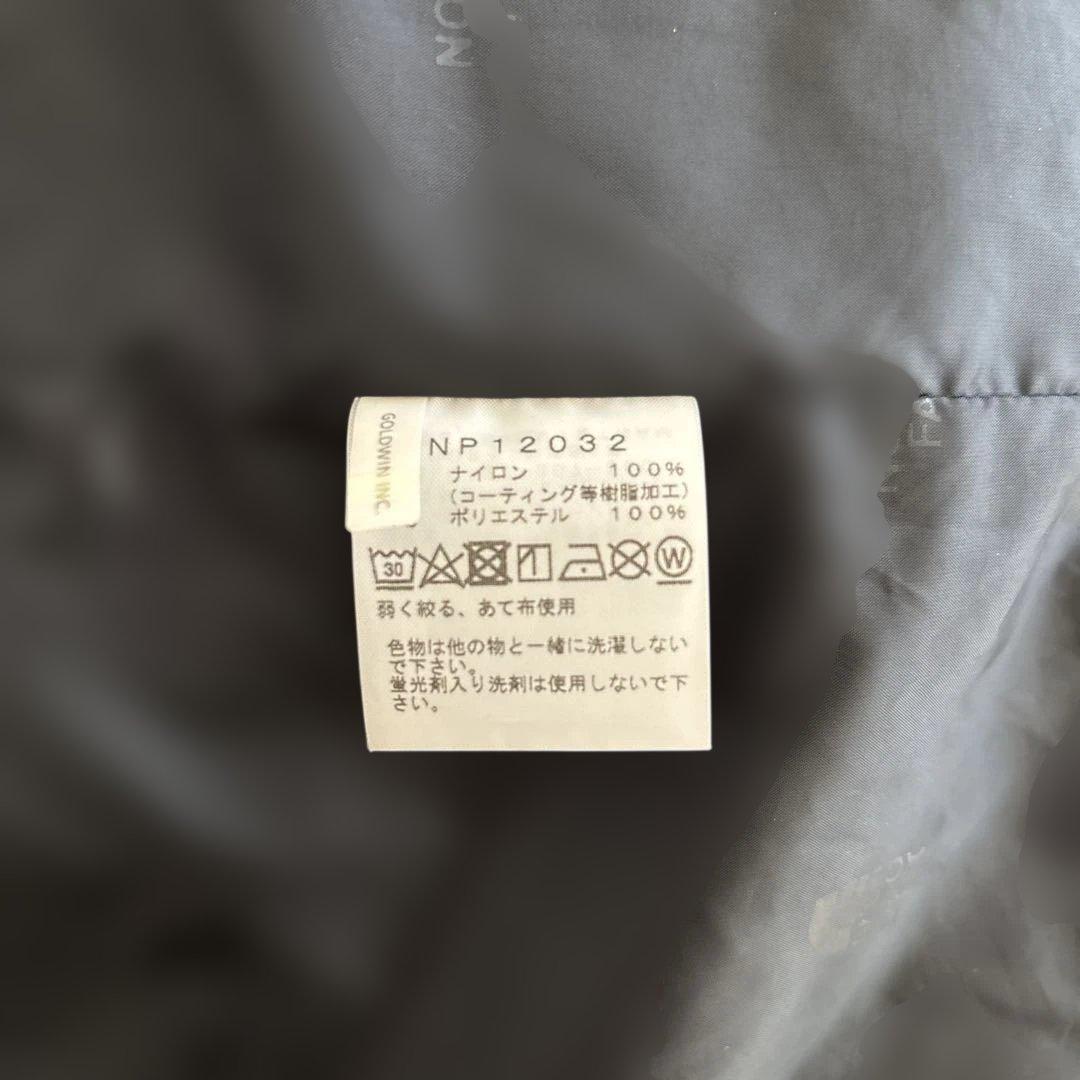 NO
GOLDWIN INC.
NP12032
ナイロン 100%
(コーティング等樹脂加工)
ポリエステル 100%
30
W
弱く絞る、あて布使用
色物は他の物と一緒に洗濯しない
で下さい。
蛍光剤入り洗剤は使用しないで下
さい。
FA